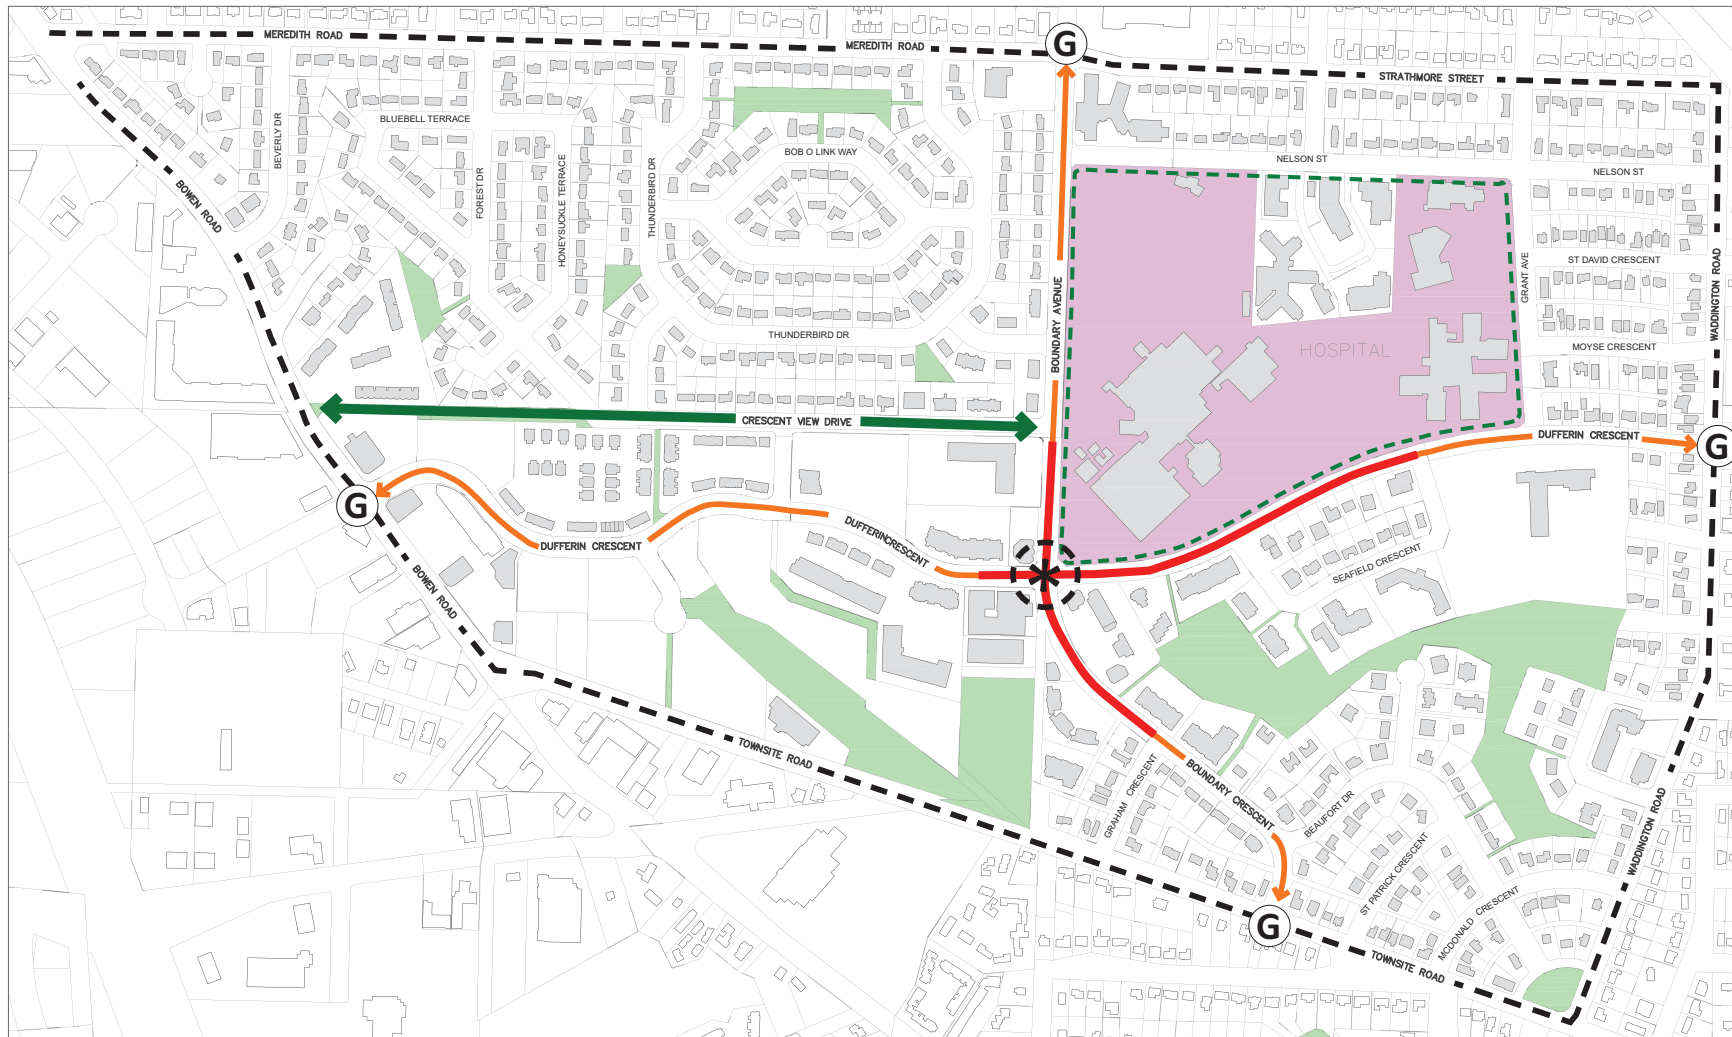 MEREDITH ROAD
MEREDITH ROAD
G
STRATHMORE STREET
BLUEBELL TERRACE
BEVERLY DR
BOB O LINK WAY
NELSON ST
NELSON ST
BOWEN ROAD
FOREST DR
HONEYSUCKLE TERRACE
THUNDERBIRD DR
ST DAVID CRESCENT
GRANT AVE
WADDINGTON ROAD
BOUNDARY AVENUE
THUNDERBIRD DR
HOSPITAL
MOYSE CRESCENT
CRESCENT VIEW DRIVE
DUFFERIN CRESCENT
G
G
DUFFERINCRESCENT
DUFFERIN CRESCENT
BOWEN ROAD
SEAFIELD CRESCENT
TOWNSITE ROAD
GRAHAM CRESCENT
BOUNDARY CRESCENT
BEAUFORT DR
WADDINGTON ROAD
ST PATRICK CRESCENT
MCDONALD CRESCENT
G
TOWNSITE ROAD